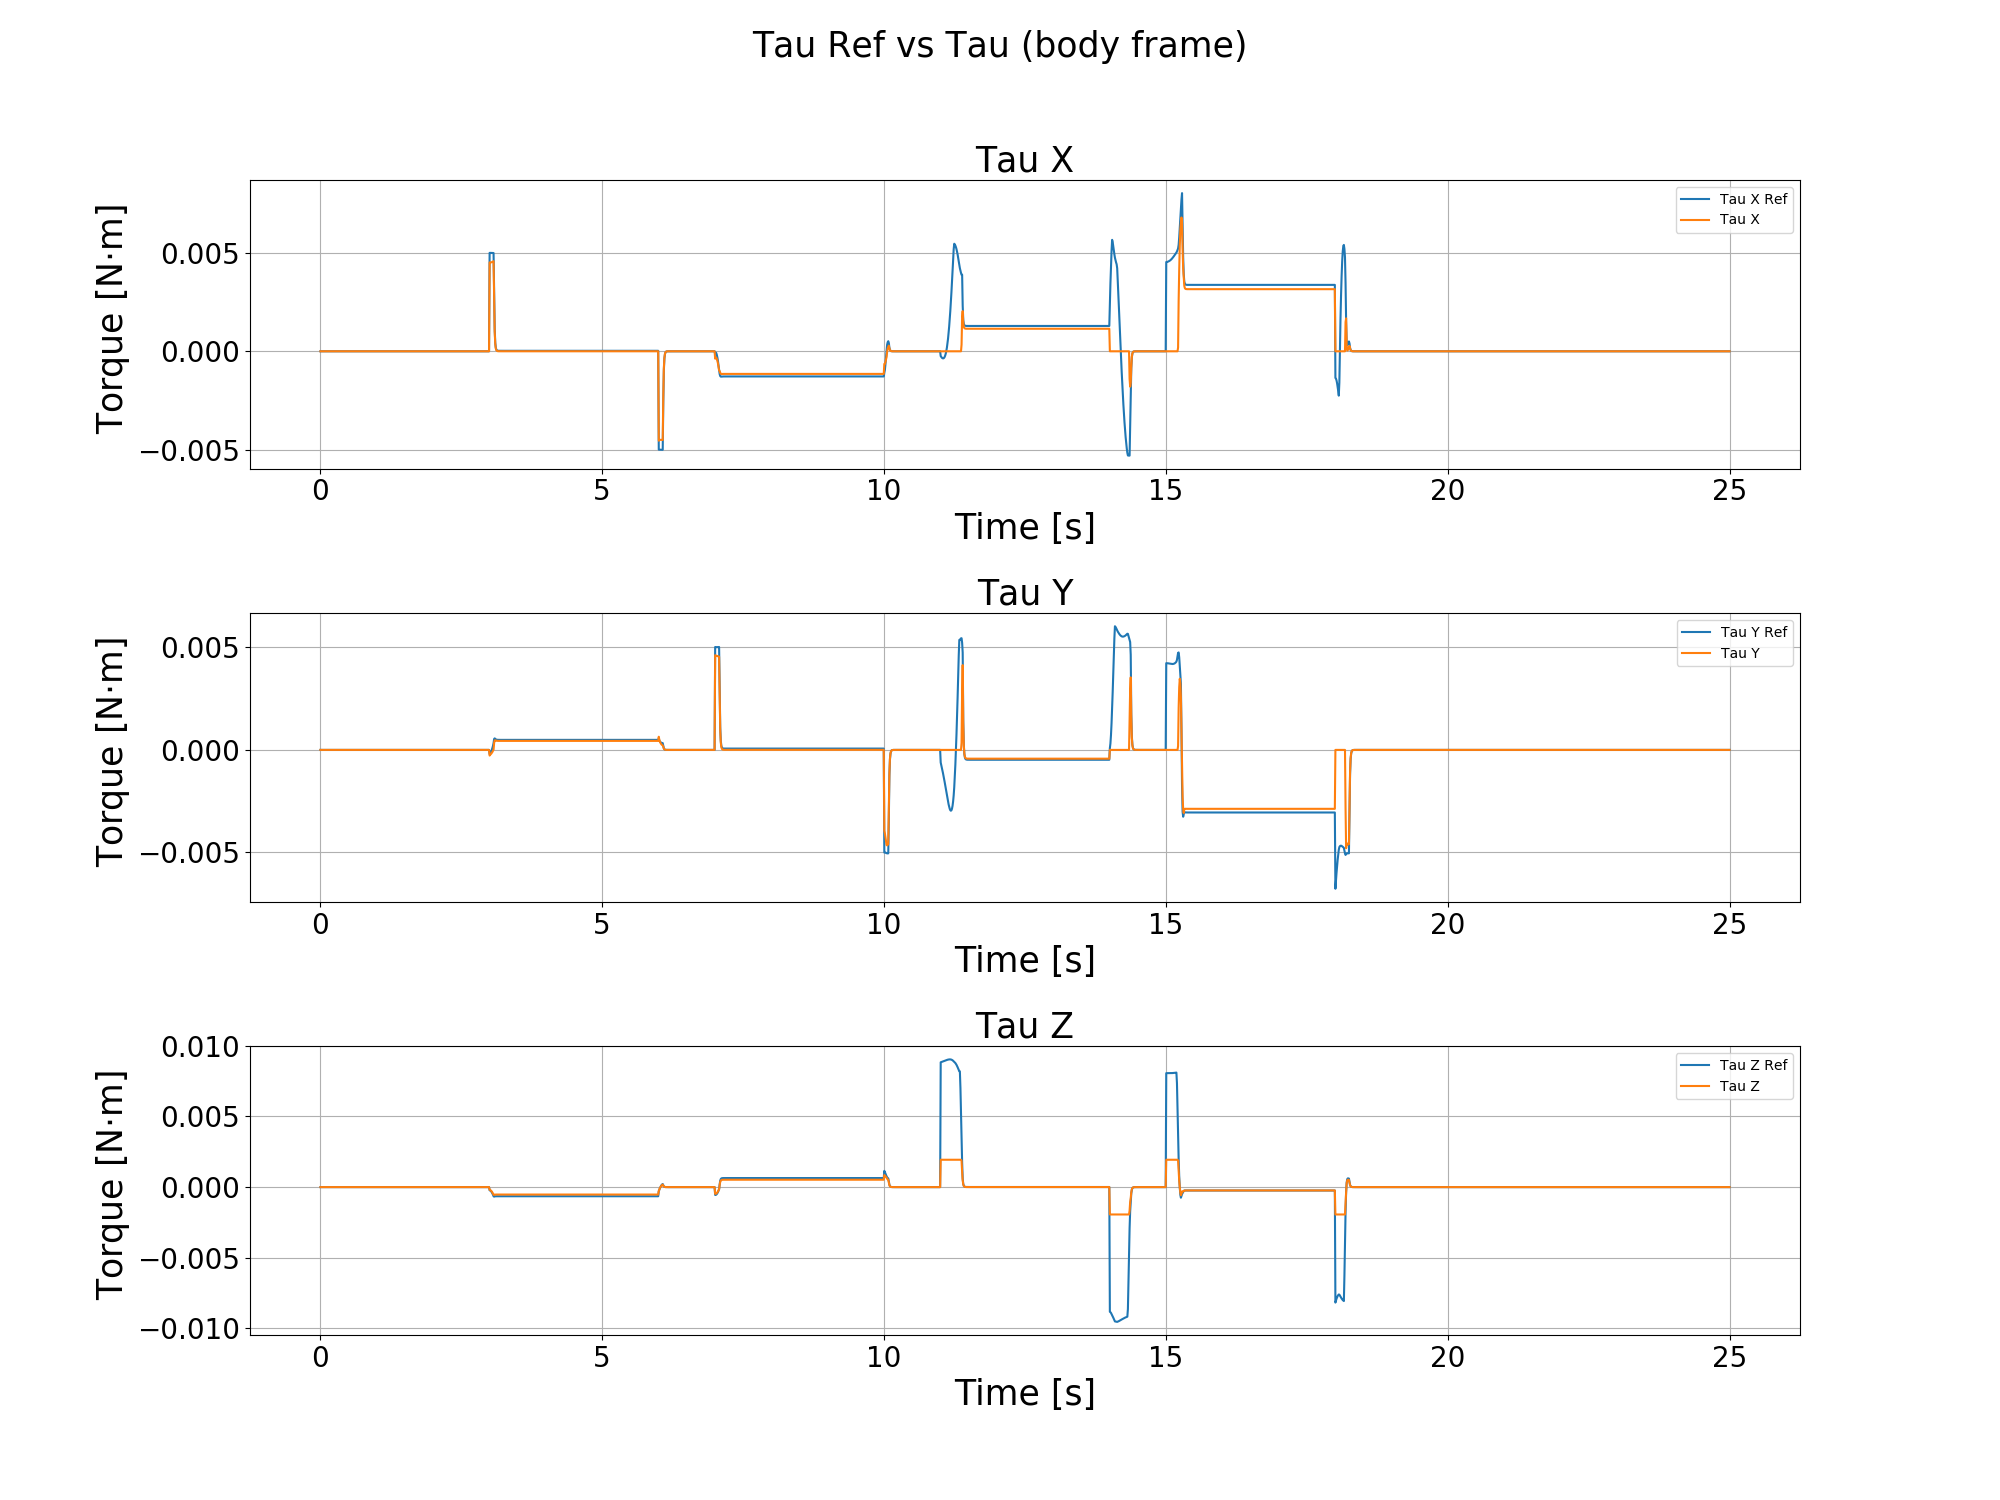 Tau Ref vs Tau (body frame)
Tau X
Torque [N·m]
0.005
0.000
−0.005
Tau X Ref
Tau X
0 5 10 15 20 25
Time [s]
Tau Y
Torque [N·m]
0.005
0.000
−0.005
Tau Y Ref
Tau Y
0 5 10 15 20 25
Time [s]
Tau Z
Torque [N·m]
0.010
0.005
0.000
−0.005
−0.010
Tau Z Ref
Tau Z
0 5 10 15 20 25
Time [s]